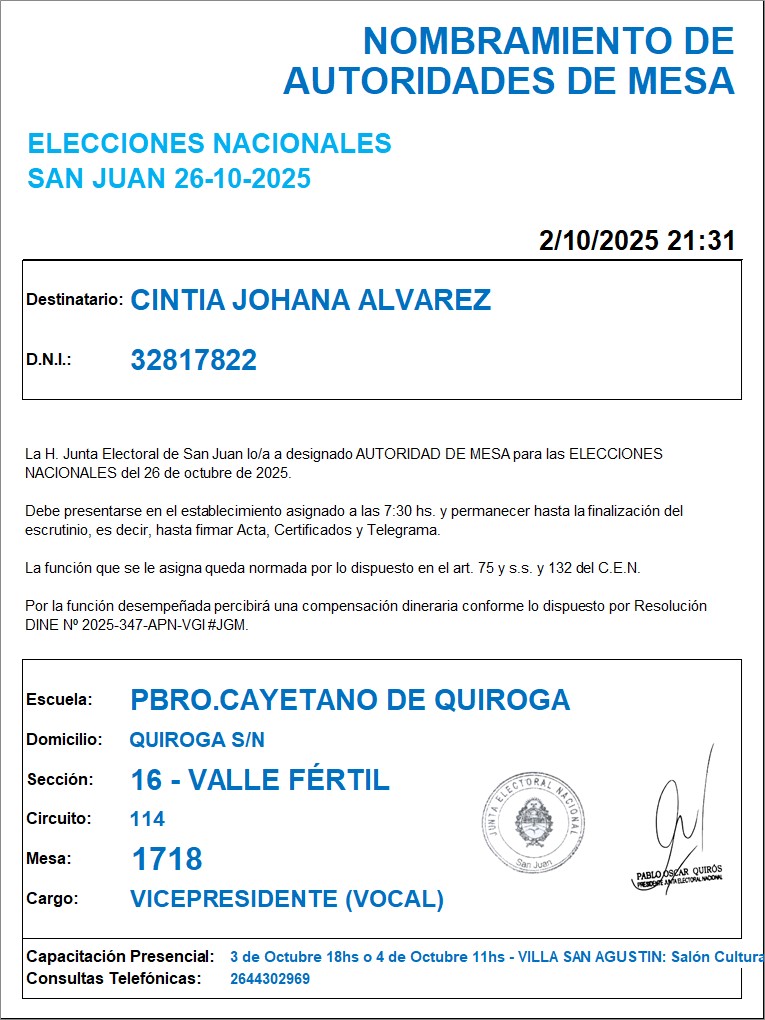 NOMBRAMIENTO DE
AUTORIDADES DE MESA
ELECCIONES NACIONALES
SAN JUAN 26-10-2025
2/10/2025 21:31
Destinatario: CINTIA JOHANA ALVAREZ
D.N.I.: 32817822
La H. Junta Electoral de San Juan lo/a a designado AUTORIDAD DE MESA para las ELECCIONES
NACIONALES del 26 de octubre de 2025.
Debe presentarse en el establecimiento asignado a las 7:30 hs. y permanecer hasta la finalización del
escrutinio, es decir, hasta firmar Acta, Certificados y Telegrama.
La función que se le asigna queda normada por lo dispuesto en el art. 75 y s.s. y 132 del C.E.N.
Por la función desempeñada percibirá una compensación dineraria conforme lo dispuesto por Resolución
DINE Nº 2025-347-APN-VGI#JGM.
Escuela: PBRO.CAYETANO DE QUIROGA
Domicilio: QUIROGA S/N
Sección: 16 - VALLE FÉRTIL
Circuito: 114
Mesa: 1718
Cargo: VICEPRESIDENTE (VOCAL)
JUNTA ELECTORAL NACIONAL
San Juan
PABLO OSCAR QUIRÓS
PRESIDENTE JUNTA ELECTORAL NACIONAL
Capacitación Presencial: 3 de Octubre 18hs o 4 de Octubre 11hs - VILLA SAN AGUSTIN: Salón Cultura
Consultas Telefónicas: 2644302969